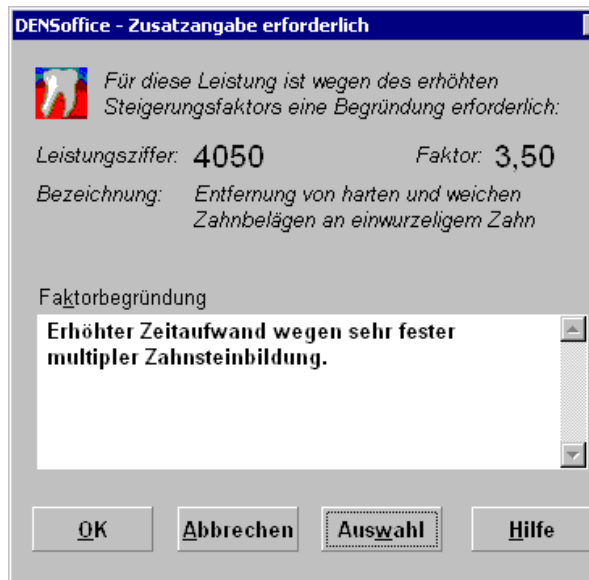 DENSoffice - Zusatzangabe erforderlich
Für diese Leistung ist wegen des erhöhten
Steigerungsfaktors eine Begründung erforderlich:
Leistungsziffer: 4050 Faktor: 3,50
Bezeichnung: Entfernung von harten und weichen
Zahnbelägen an einwurzeligem Zahn
Faktorbegründung
Erhöhter Zeitaufwand wegen sehr fester
multipler Zahnsteinbildung.
OK Abbrechen Auswahl Hilfe